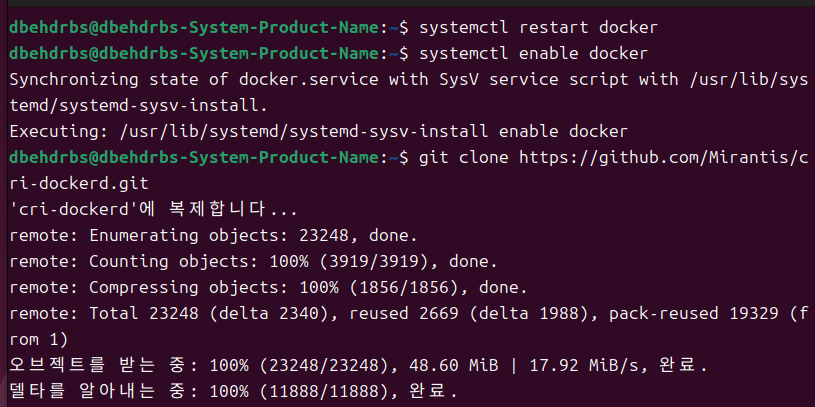 dbehdrbs@dbehdrbs-System-Product-Name:~$ systemctl restart docker
dbehdrbs@dbehdrbs-System-Product-Name:~$ systemctl enable docker
Synchronizing state of docker.service with SysV service script with /usr/lib/sys
temd/systemd-sysv-install.
Executing: /usr/lib/systemd/systemd-sysv-install enable docker
dbehdrbs@dbehdrbs-System-Product-Name:~$ git clone https://github.com/Mirantis/c
ri-dockerd.git
'cri-dockerd'에 복제합니다...
remote: Enumerating objects: 23248, done.
remote: Counting objects: 100% (3919/3919), done.
remote: Compressing objects: 100% (1856/1856), done.
remote: Total 23248 (delta 2340), reused 2669 (delta 1988), pack-reused 19329 (f
rom 1)
오브젝트를 받는 중: 100% (23248/23248), 48.60 MiB | 17.92 MiB/s, 완료.
델타를 알아내는 중: 100% (11888/11888), 완료.